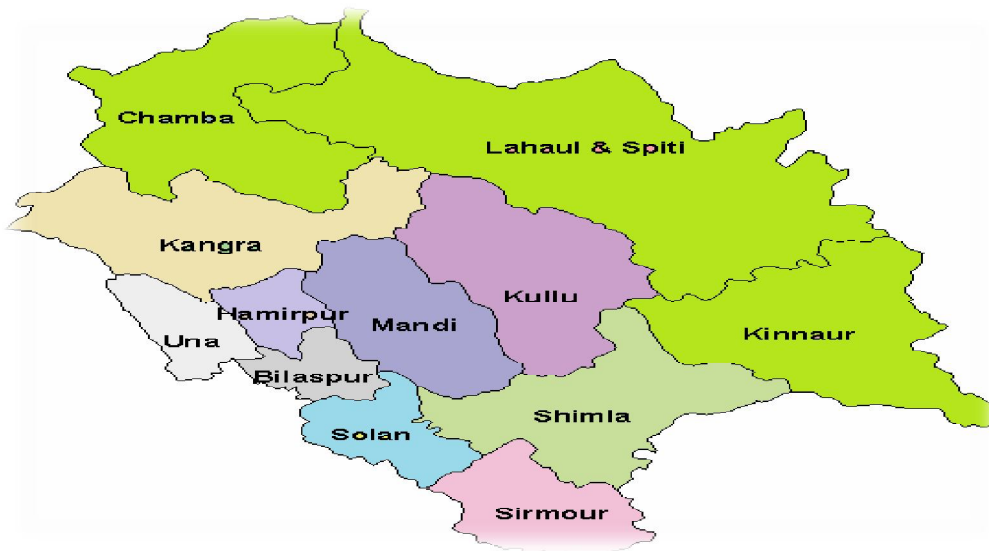 Chamba
Lahaul & Spiti
Kangra
Kullu
Hamirpur
Mandi
Una
Kinnaur
Bilaspur
Shimla
Solan
Sirmour